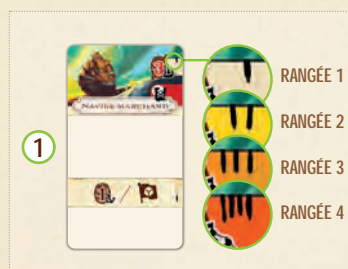 RANGÉE 1
NAVIRE MARCHAND
RANGÉE 2
1
RANGÉE 3
RANGÉE 4